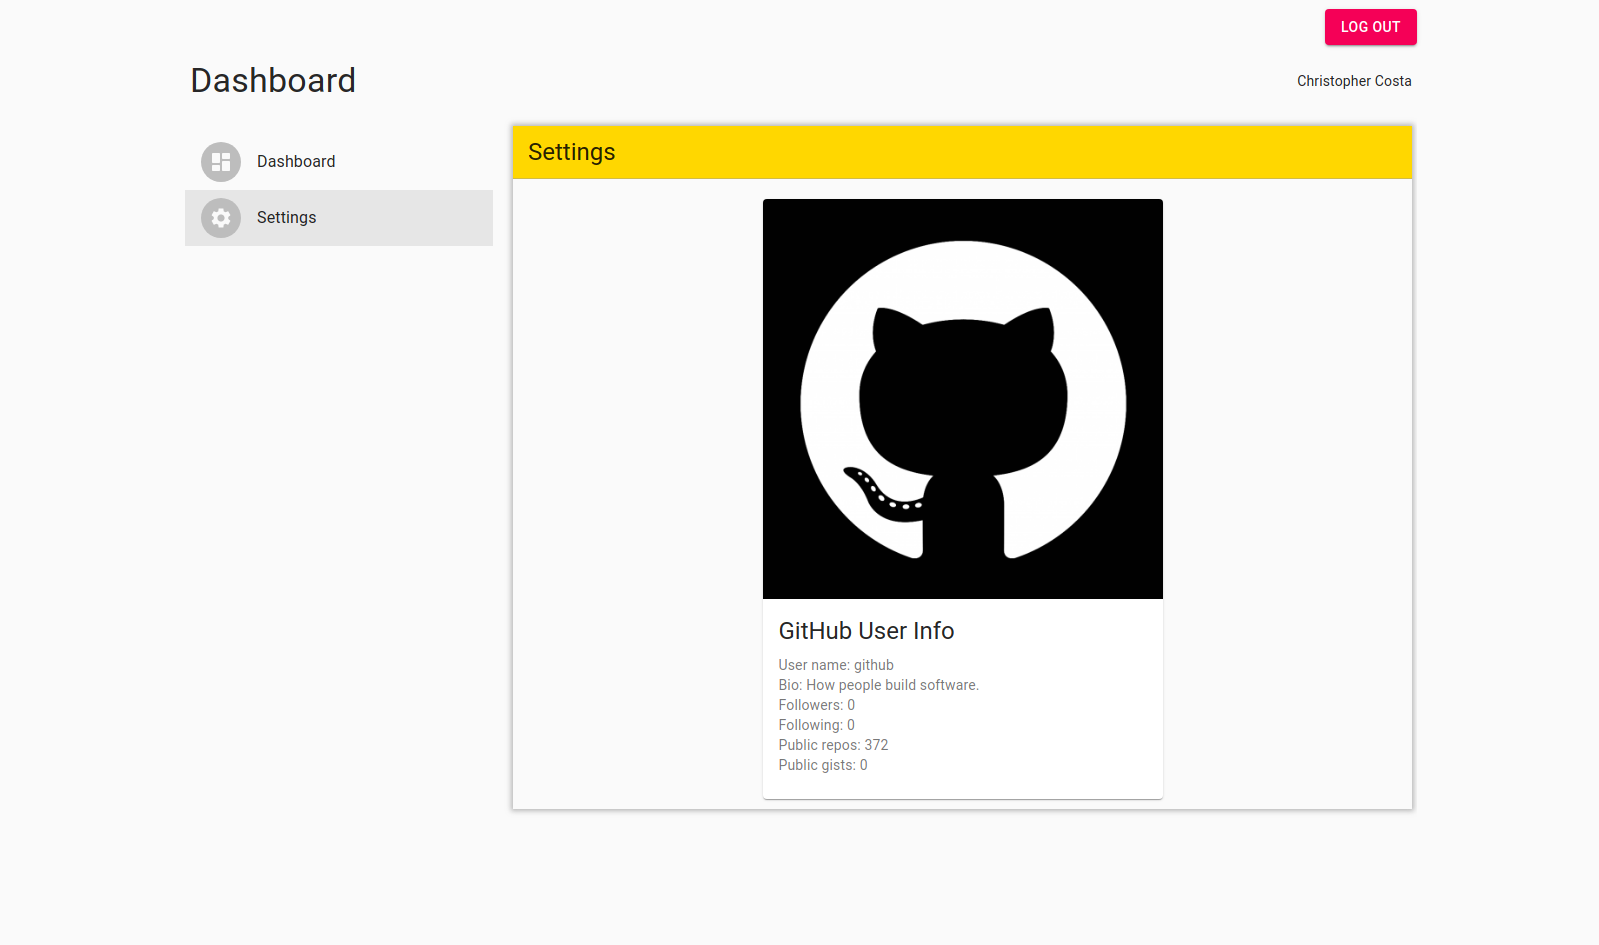 LOG OUT
Dashboard
Christopher Costa
Dashboard
Settings
Settings
GitHub User Info
User name: github
Bio: How people build software.
Followers: 0
Following: 0
Public repos: 372
Public gists: 0